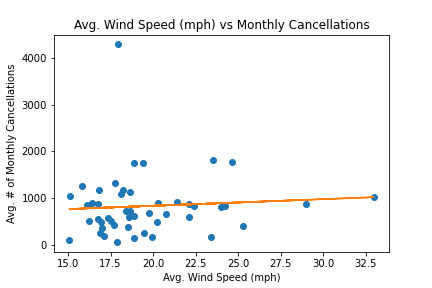 Avg. Wind Speed (mph) vs Monthly Cancellations
Avg. # of Monthly Cancellations
4000
3000
2000
1000
0
15.0 17.5 20.0 22.5 25.0 27.5 30.0 32.5
Avg. Wind Speed (mph)